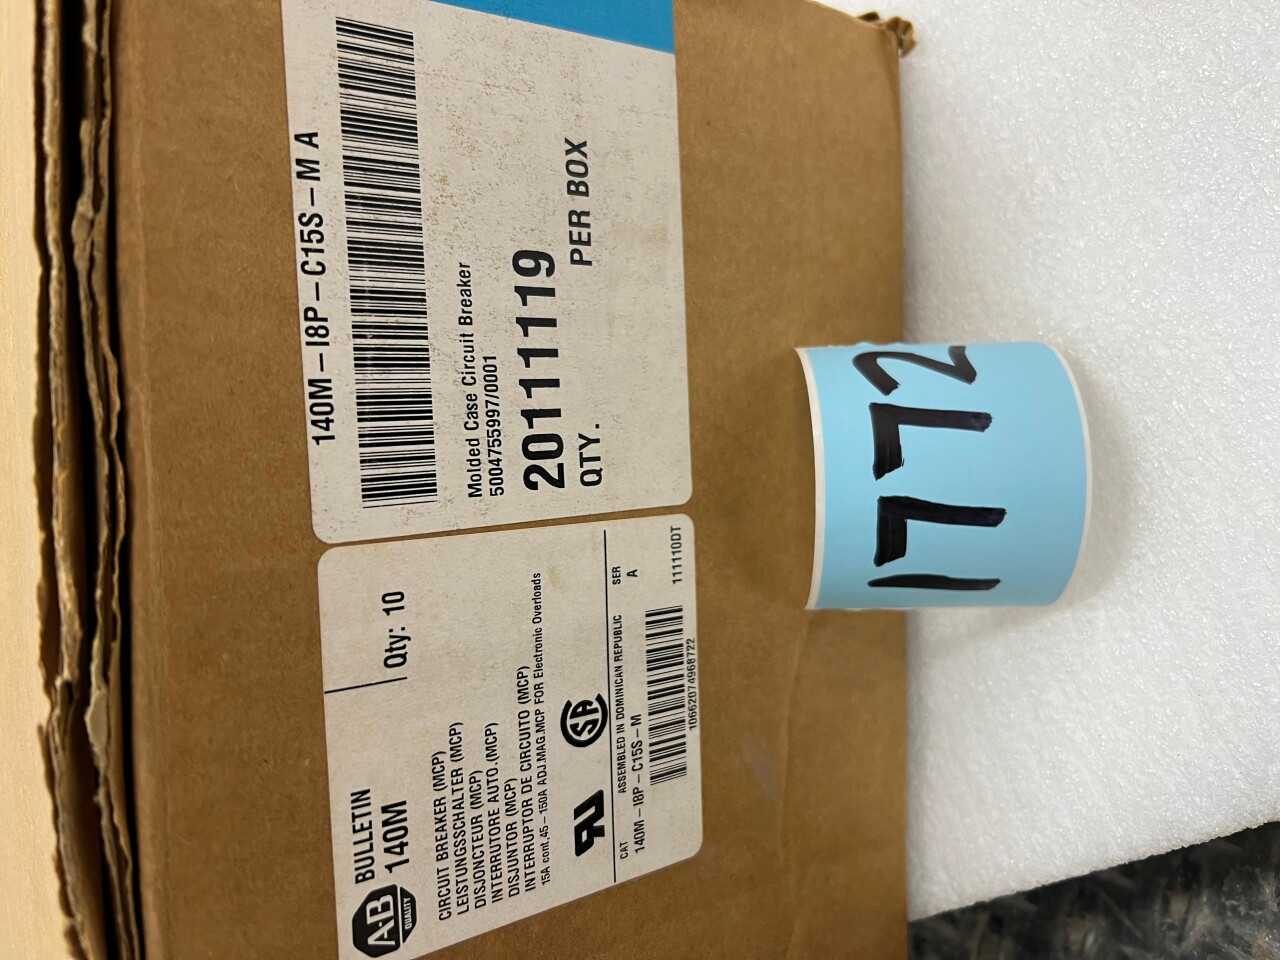 A-B
QUALITY
BULLETIN
140M
Qty: 10
CIRCUIT BREAKER (MCP)
LEISTUNGSSCHALTER (MCP)
DISJONCTEUR (MCP)
INTERRUTORE AUTO.(MCP)
DISJUNTOR (MCP)
INTERRUPTOR DE CIRCUITO (MCP)
15A cont,45-150A ADJ.MAG.MCP FOR Electronic Overloads
ASSEMBLED IN DOMINICAN REPUBLIC
CAT
SER
140M-I8P-C15S-M
A
10662074968722
111110DT
140M-I8P-C15S-M A
Molded Case Circuit Breaker
5004755997/0001
20111119
QTY.
PER BOX
1772